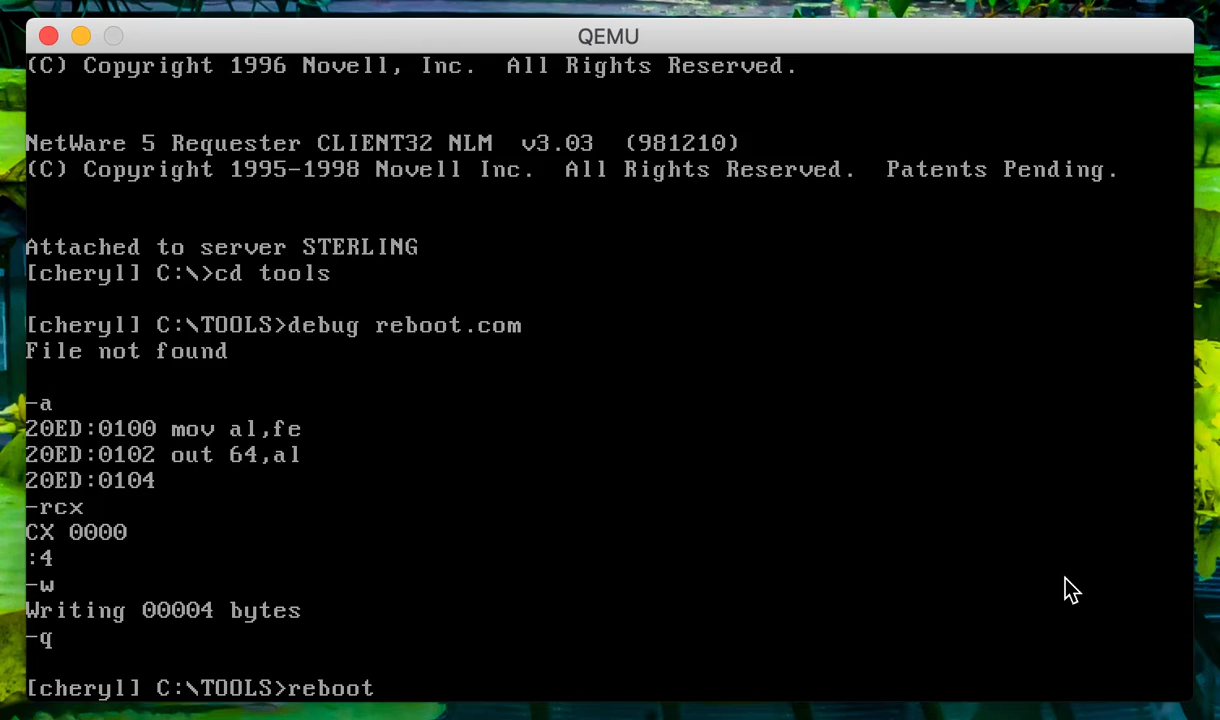 QEMU
(C) Copyright 1996 Novell, Inc.  All Rights Reserved.
NetWare 5 Requester CLIENT32 NLM  v3.03  (981210)
(C) Copyright 1995-1998 Novell Inc.  All Rights Reserved.  Patents Pending.
Attached to server STERLING
[cheryl] C:\>cd tools
[cheryl] C:\TOOLS>debug reboot.com
File not found
-a
20ED:0100 mov al,fe
20ED:0102 out 64,al
20ED:0104
-rcx
CX 0000
:4
-w
Writing 00004 bytes
-q
[cheryl] C:\TOOLS>reboot